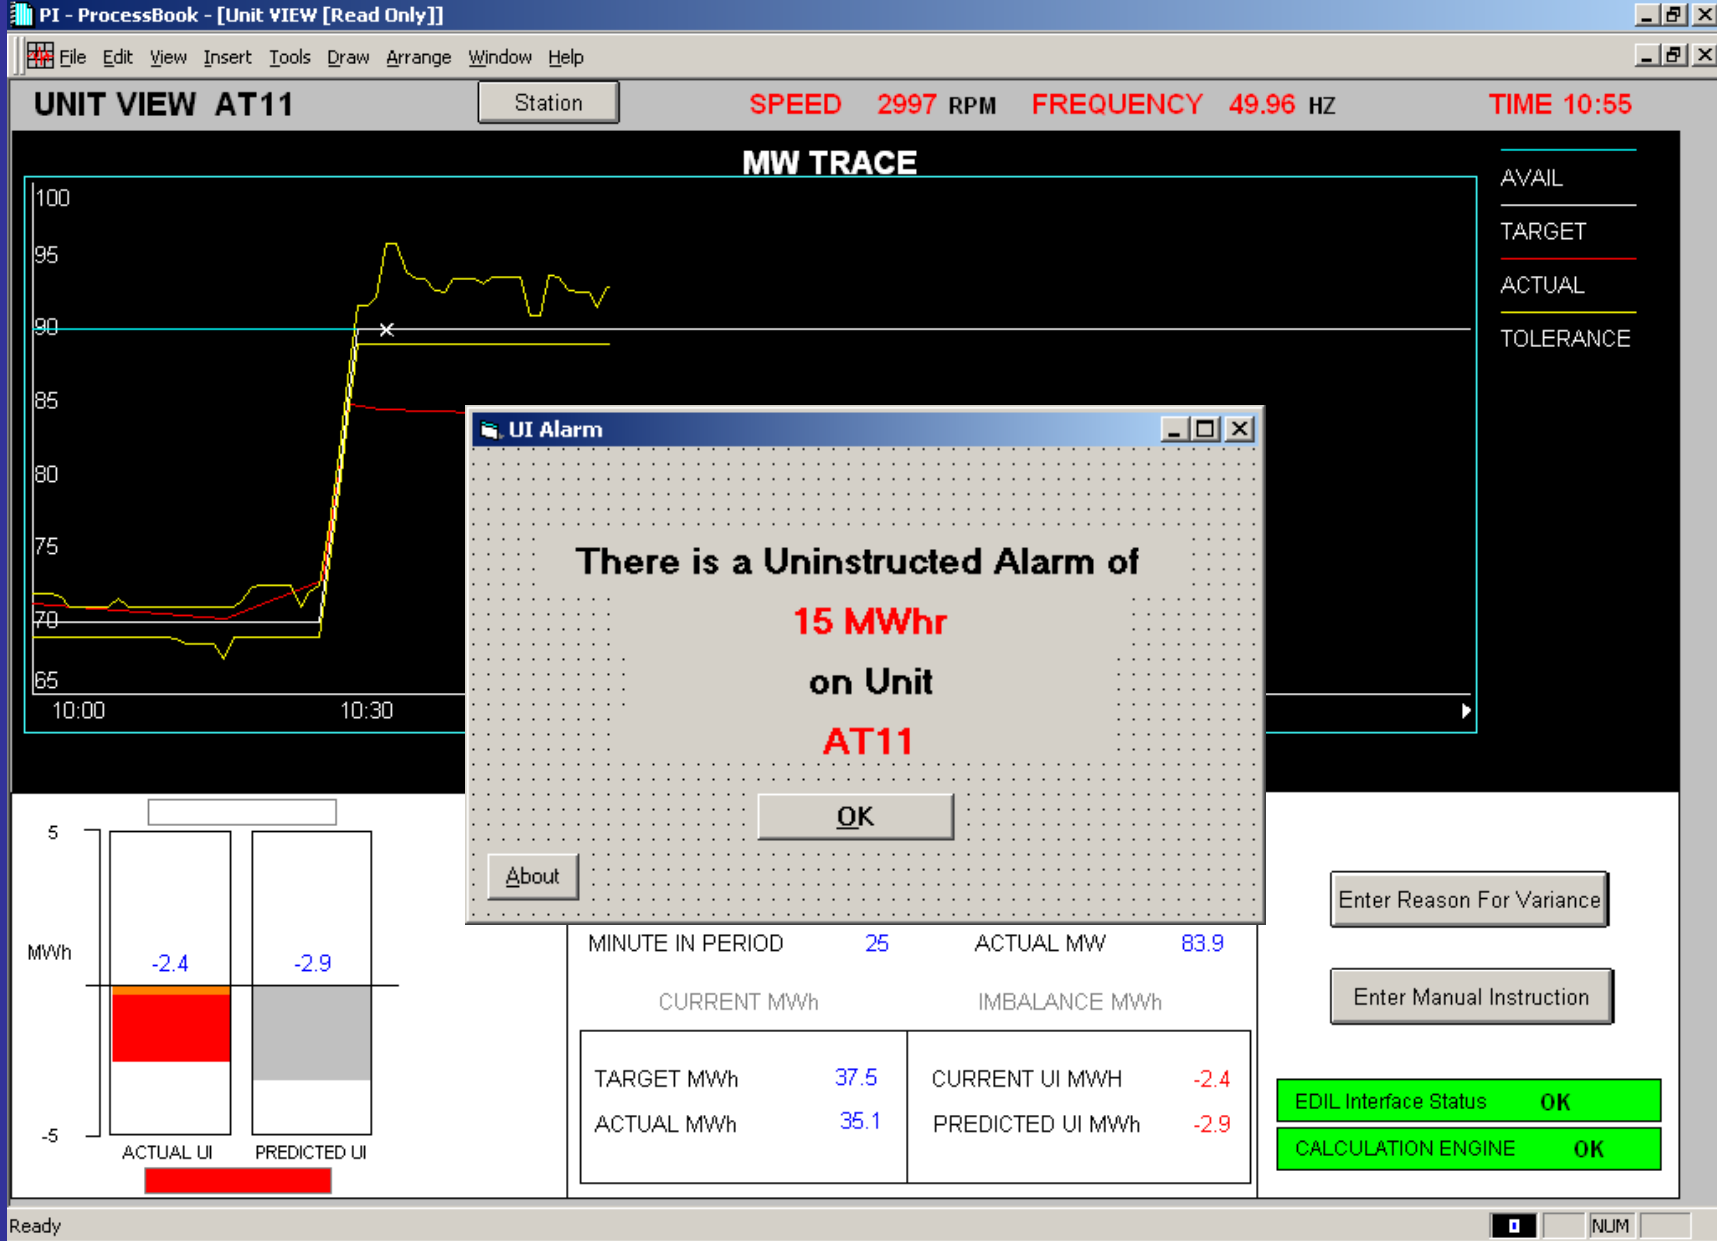 PI - ProcessBook - [Unit VIEW [Read Only]]
File Edit View Insert Tools Draw Arrange Window Help
UNIT VIEW AT11 Station SPEED 2997 RPM FREQUENCY 49.96 HZ TIME 10:55
MW TRACE
100
95
90
85
80
75
70
65
10:00 10:30
AVAIL
TARGET
ACTUAL
TOLERANCE
UI Alarm
There is a Uninstructed Alarm of
15 MWhr
on Unit
AT11
OK
About
5
MWh
-5
-2.4 -2.9
ACTUAL UI PREDICTED UI
MINUTE IN PERIOD 25 ACTUAL MW 83.9
CURRENT MWh IMBALANCE MWh
TARGET MWh 37.5 CURRENT UI MWH -2.4
ACTUAL MWh 35.1 PREDICTED UI MWh -2.9
Enter Reason For Variance
Enter Manual Instruction
EDIL Interface Status OK
CALCULATION ENGINE OK
Ready NUM